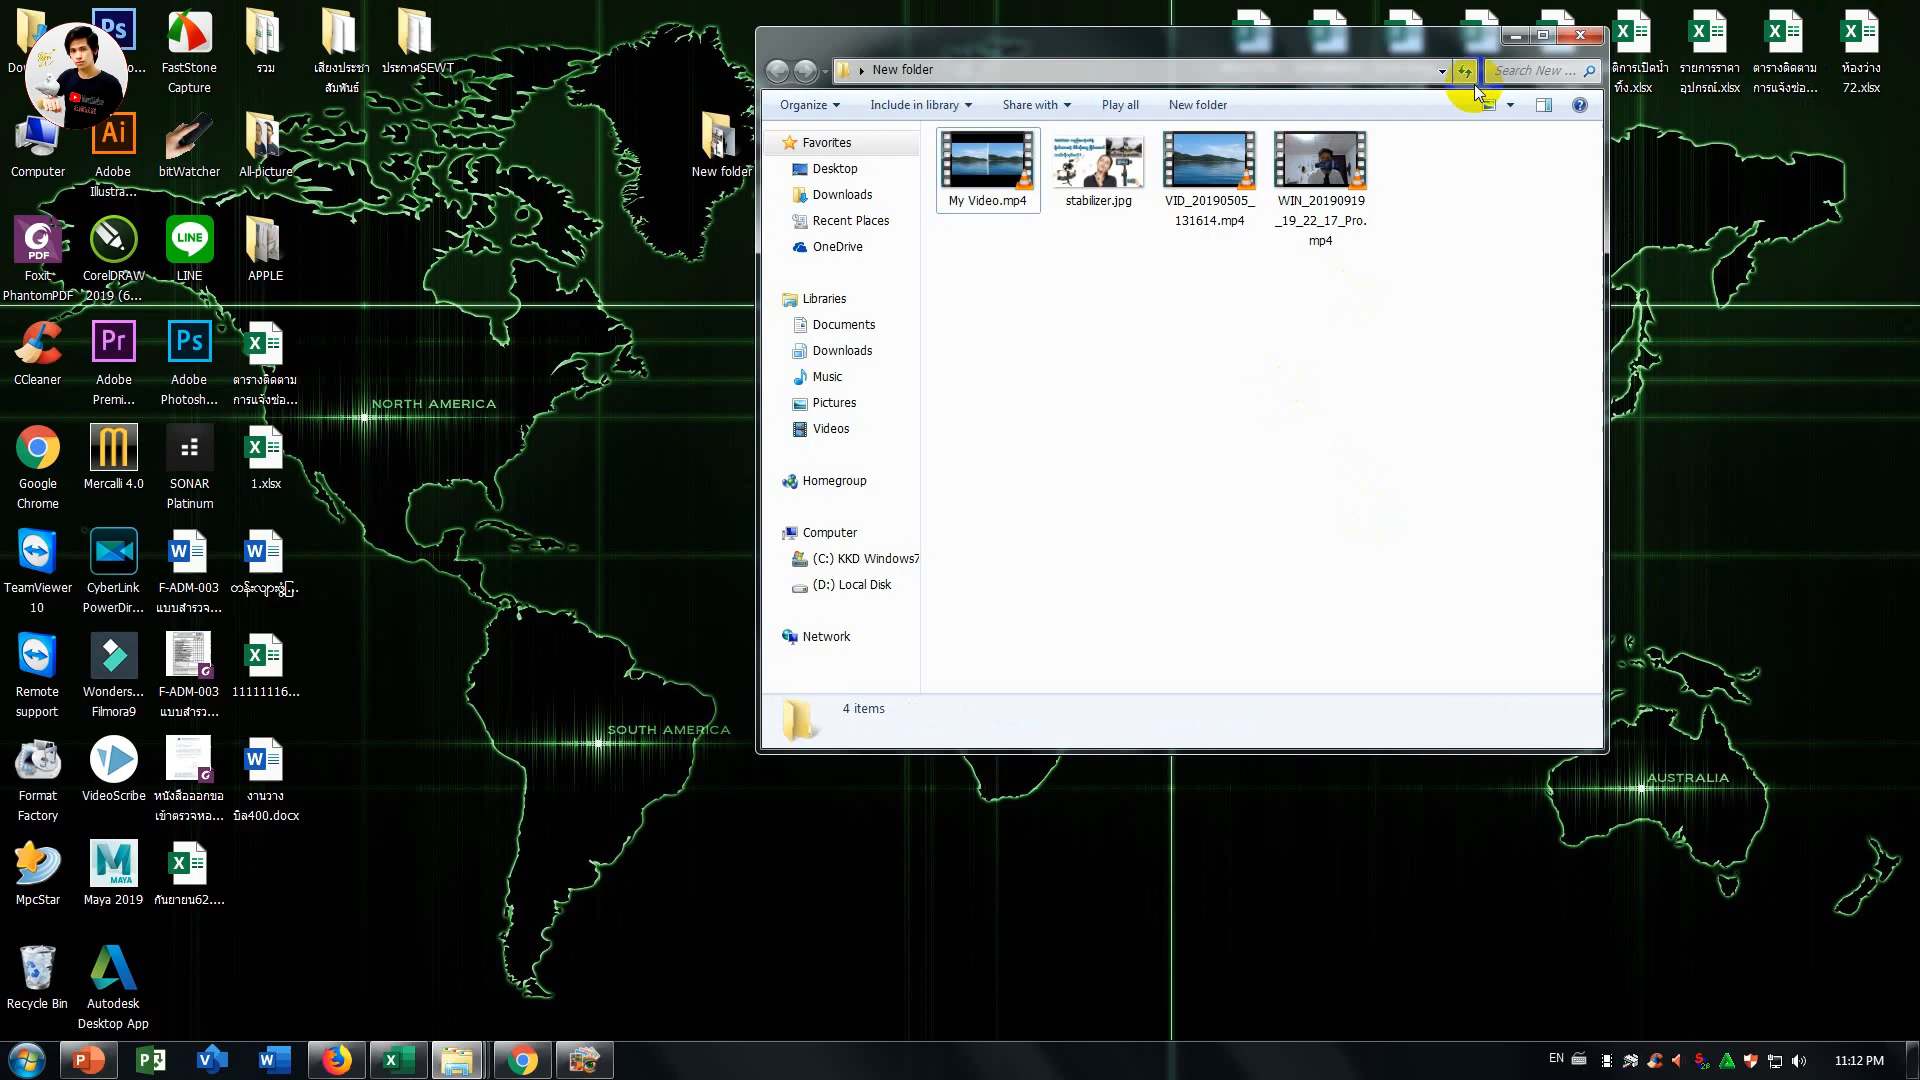 FastStone
Capture
รวม
เสียงประชา
สัมพันธ์
ประกาศSEWT
Computer
Adobe
Illustra...
bitWatcher
All-picture
New folder
Foxit
PhantomPDF
CorelDRAW
2019 (6...
LINE
APPLE
CCleaner
Adobe
Premi...
Adobe
Photosh...
ตารางติดตาม
การแจ้งซ่อ...
NORTH AMERICA
Google
Chrome
Mercalli 4.0
SONAR
Platinum
1.xlsx
TeamViewer
10
CyberLink
PowerDir...
F-ADM-003
แบบสำรวจ...
Remote
support
Wonders...
Filmora9
F-ADM-003
แบบสำรว...
11111116...
SOUTH AMERICA
Format
Factory
VideoScribe
หนังสือออกขอ
เข้าตรวจหอ...
งานวาง
บิล400.docx
MpcStar
Maya 2019
กันยายน62....
Recycle Bin
Autodesk
Desktop App
New folder
Search New ...
Organize
Include in library
Share with
Play all
New folder
Favorites
Desktop
Downloads
Recent Places
OneDrive
Libraries
Documents
Downloads
Music
Pictures
Videos
Homegroup
Computer
(C:) KKD Windows7
(D:) Local Disk
Network
My Video.mp4
stabilizer.jpg
VID_20190505_
131614.mp4
WIN_20190919
_19_22_17_Pro.
mp4
4 items
ทิ้ง.xlsx
รายการราคา
อุปกรณ์.xlsx
ตารางติดตาม
การแจ้งซ่อ...
ห้องว่าง
72.xlsx
AUSTRALIA
EN
11:12 PM